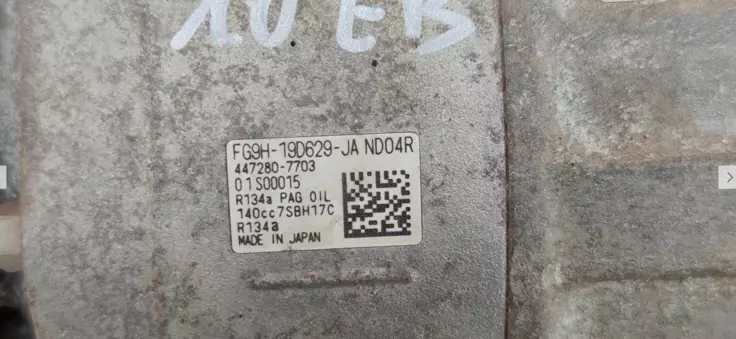 10 EB
FG9H-19D629-JA ND04R
447280-7703
01S00015
R134a PAG OIL
140cc7SBH17C
R134a
MADE IN JAPAN